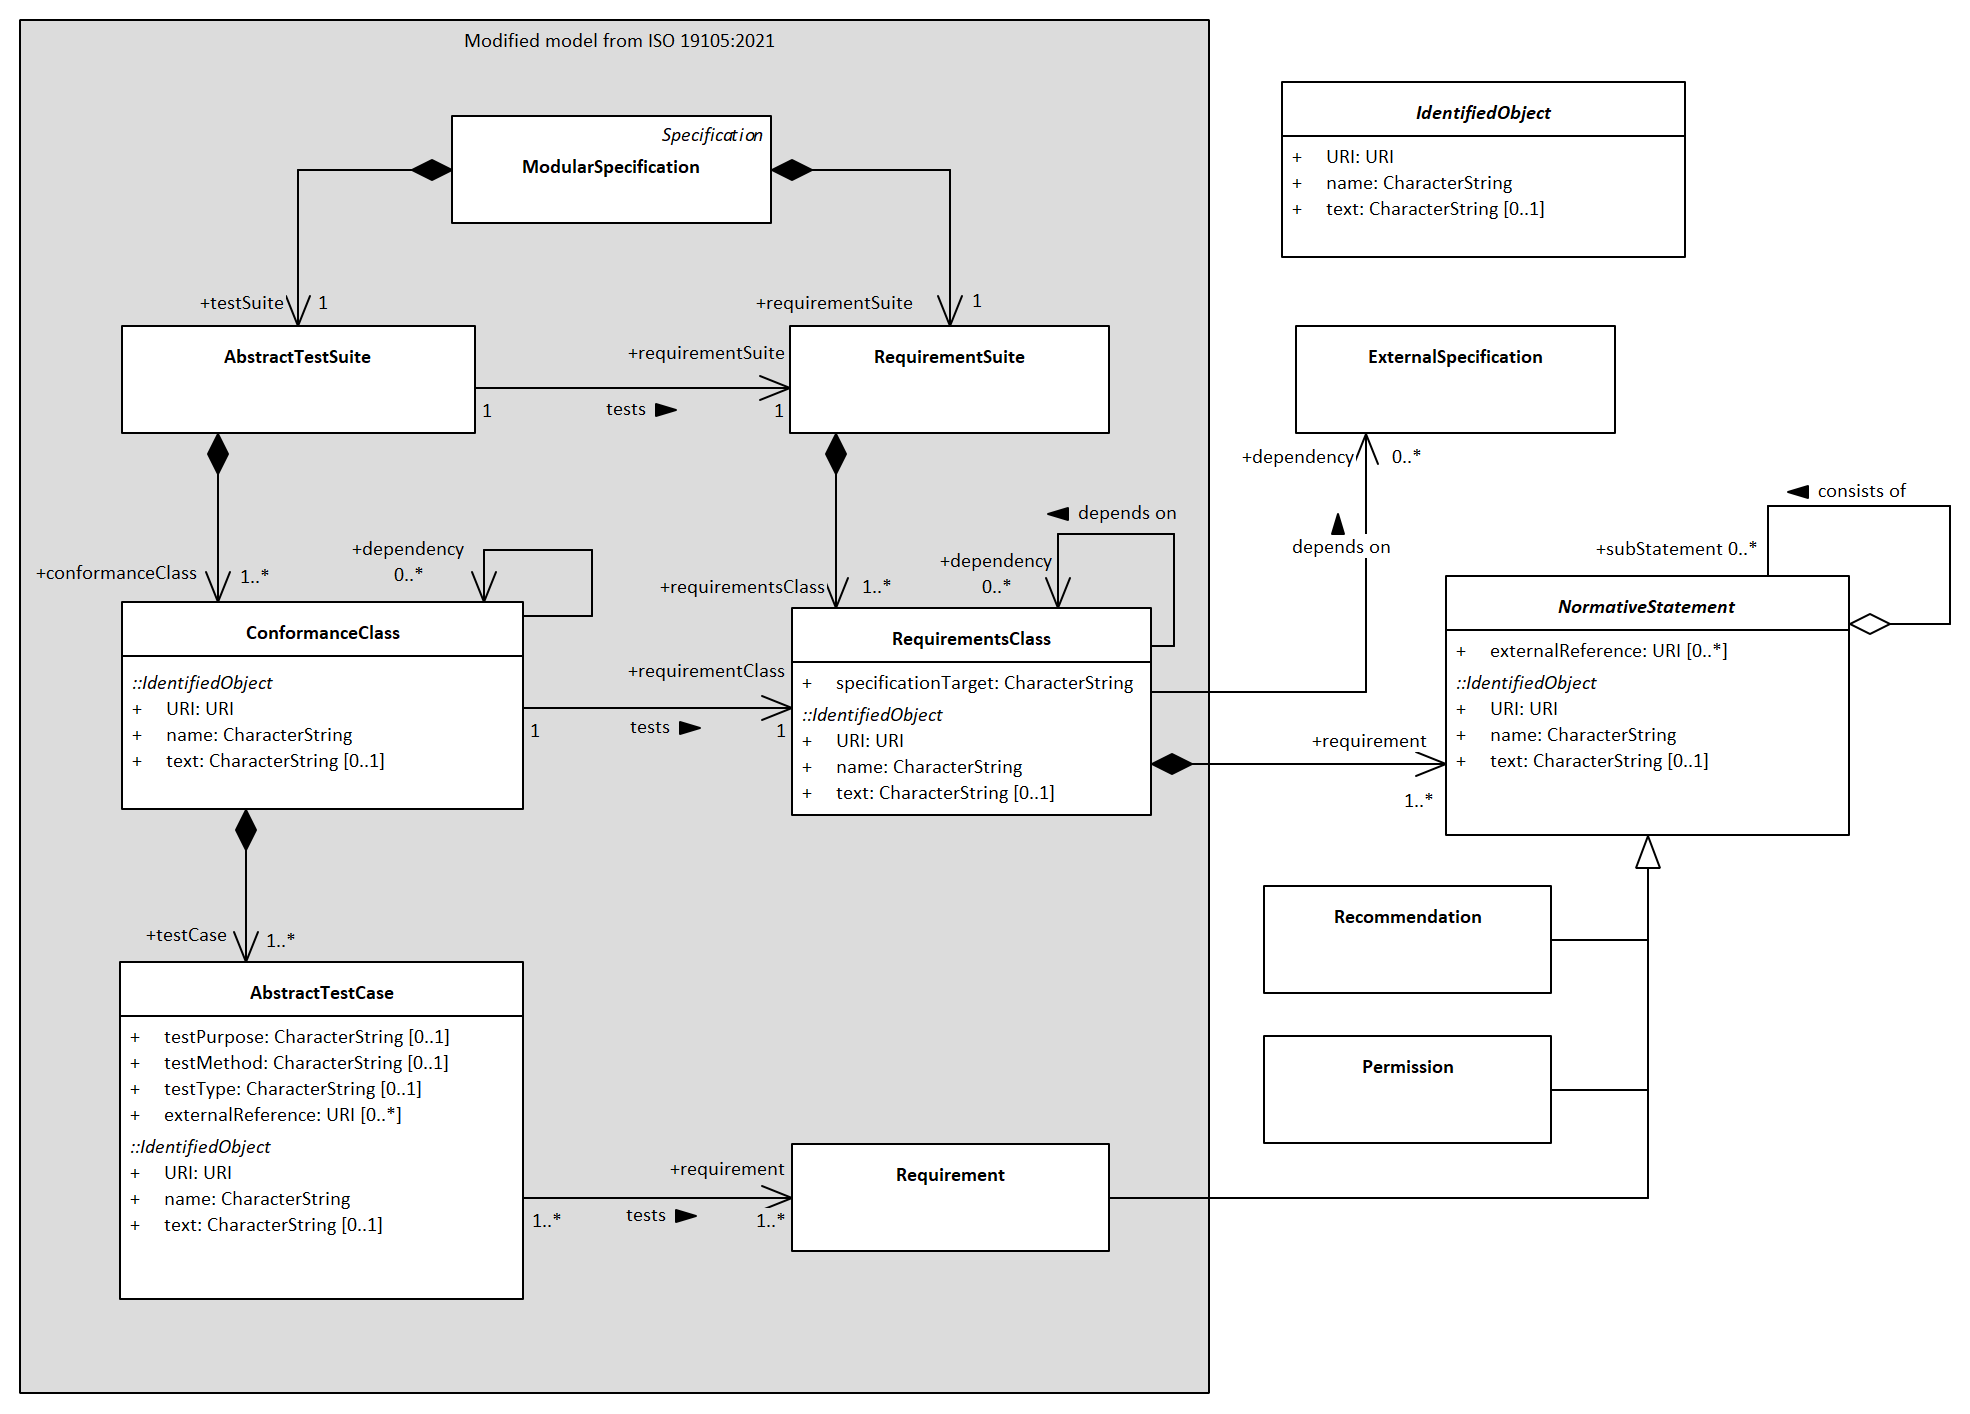 Modified model from ISO 19105:2021
Specification
ModularSpecification
IdentifiedObject
+ URI: URI
+ name: CharacterString
+ text: CharacterString [0..1]
+testSuite 1
+requirementSuite 1
AbstractTestSuite
+requirementSuite
1 tests 1
RequirementSuite
ExternalSpecification
+dependency 0..*
depends on
consists of
+subStatement 0..*
+conformanceClass 1..*
+dependency
0..*
+requirementsClass 1..*
depends on
+dependency
0..*
ConformanceClass
::IdentifiedObject
+ URI: URI
+ name: CharacterString
+ text: CharacterString [0..1]
+requirementClass
1 tests 1
RequirementsClass
+ specificationTarget: CharacterString
::IdentifiedObject
+ URI: URI
+ name: CharacterString
+ text: CharacterString [0..1]
+requirement
1..*
NormativeStatement
+ externalReference: URI [0..*]
::IdentifiedObject
+ URI: URI
+ name: CharacterString
+ text: CharacterString [0..1]
Recommendation
Permission
+testCase 1..*
AbstractTestCase
+ testPurpose: CharacterString [0..1]
+ testMethod: CharacterString [0..1]
+ testType: CharacterString [0..1]
+ externalReference: URI [0..*]
::IdentifiedObject
+ URI: URI
+ name: CharacterString
+ text: CharacterString [0..1]
+requirement
1..* tests 1..*
Requirement